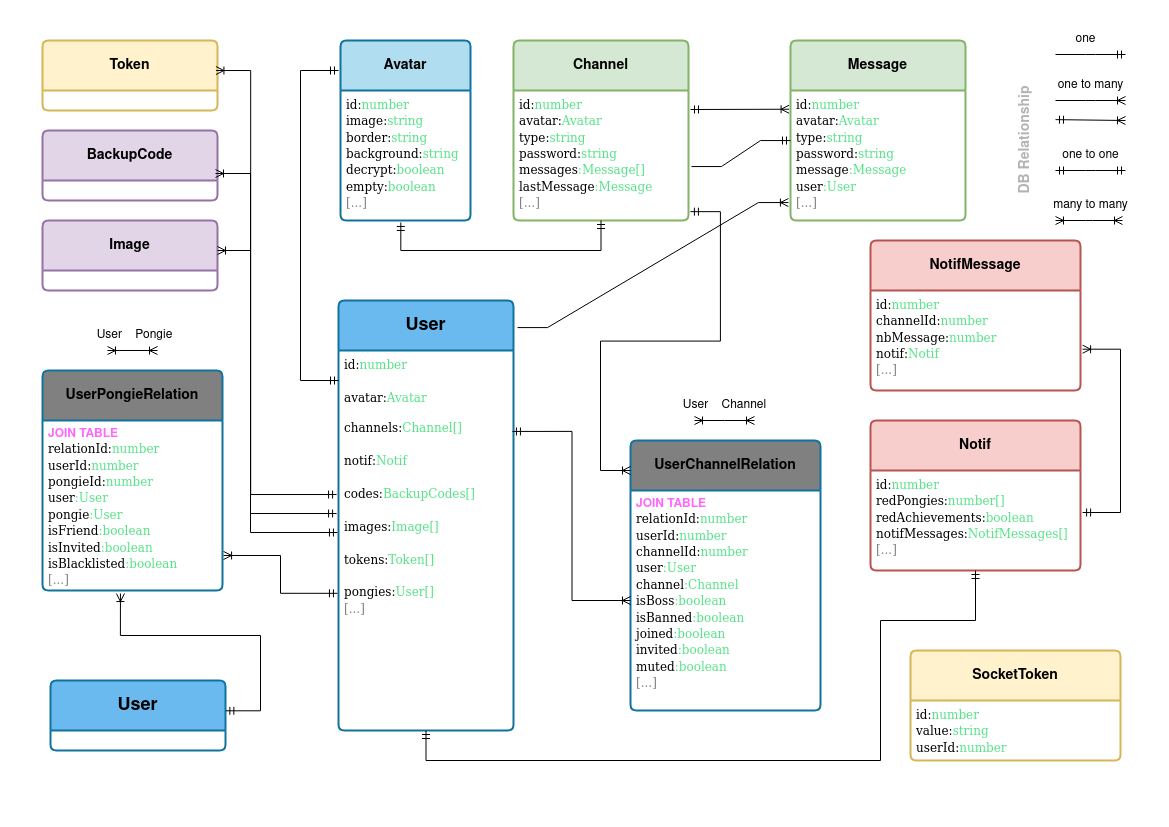 Token
BackupCode
Image
Avatar
id:number
image:string
border:string
background:string
decrypt:boolean
empty:boolean
[...]
Channel
id:number
avatar:Avatar
type:string
password:string
messages:Message[]
lastMessage:Message
[...]
Message
id:number
avatar:Avatar
type:string
password:string
message:Message
user:User
[...]
DB Relationship
one
one to many
one to one
many to many
User Pongie
UserPongieRelation
JOIN TABLE
relationId:number
userId:number
pongieId:number
user:User
pongie:User
isFriend:boolean
isInvited:boolean
isBlacklisted:boolean
[...]
User
User
id:number
avatar:Avatar
channels:Channel[]
notif:Notif
codes:BackupCodes[]
images:Image[]
tokens:Token[]
pongies:User[]
[...]
User Channel
UserChannelRelation
JOIN TABLE
relationId:number
userId:number
channelId:number
user:User
channel:Channel
isBoss:boolean
isBanned:boolean
joined:boolean
invited:boolean
muted:boolean
[...]
NotifMessage
id:number
channelId:number
nbMessage:number
notif:Notif
[...]
Notif
id:number
redPongies:number[]
redAchievements:boolean
notifMessages:NotifMessages[]
[...]
SocketToken
id:number
value:string
userId:number